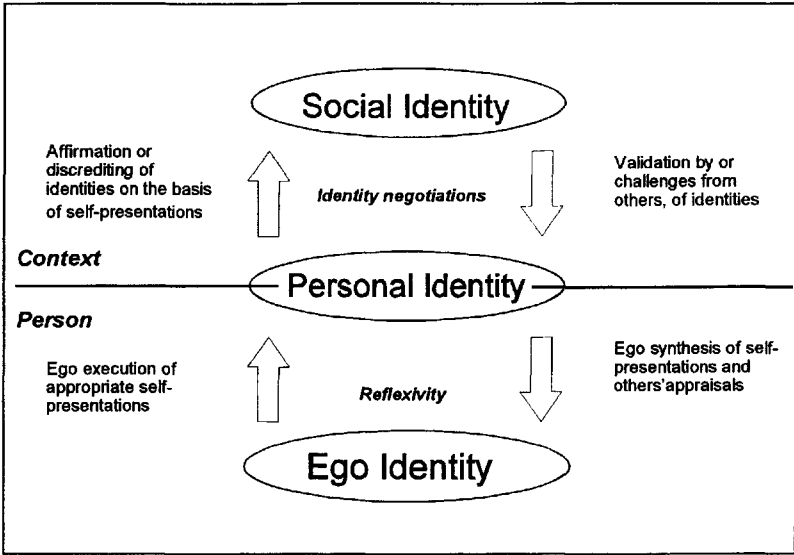 Social Identity
Affirmation or
discrediting of
identities on the basis
of self-presentations
Identity negotiations
Validation by or
challenges from
others, of identities
Context
Personal Identity
Person
Ego execution of
appropriate self-
presentations
Reflexivity
Ego synthesis of self-
presentations and
others'appraisals
Ego Identity